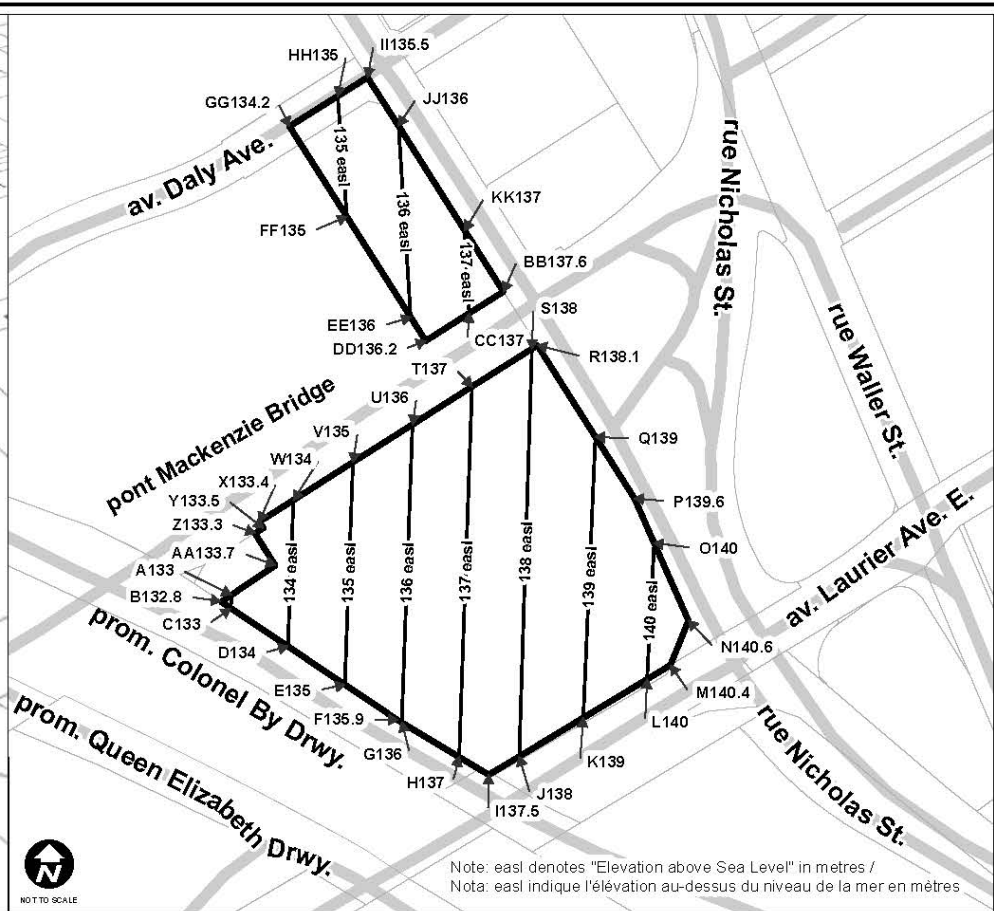 HH135
II135.5
GG134.2
JJ136
135 easl
av. Daly Ave.
136 easl
rue Nicholas St.
KK137
FF135
137 easl
BB137.6
S138
EE136
DD136.2
CC137
R138.1
rue Waller St.
T137
U136
pont Mackenzie Bridge
V135
Q139
W134
X133.4
Y133.5
Z133.3
P139.6
AA133.7
O140
A133
134 easl
135 easl
136 easl
137 easl
138 easl
139 easl
140 easl
av. Laurier Ave. E.
B132.8
C133
prom. Colonel By Drwy.
D134
N140.6
E135
M140.4
F135.9
L140
G136
K139
H137
J138
I137.5
rue Nicholas St.
prom. Queen Elizabeth Drwy.
N
NOT TO SCALE
Note: easl denotes "Elevation above Sea Level" in metres /
Nota: easl indique l'élévation au-dessus du niveau de la mer en mètres